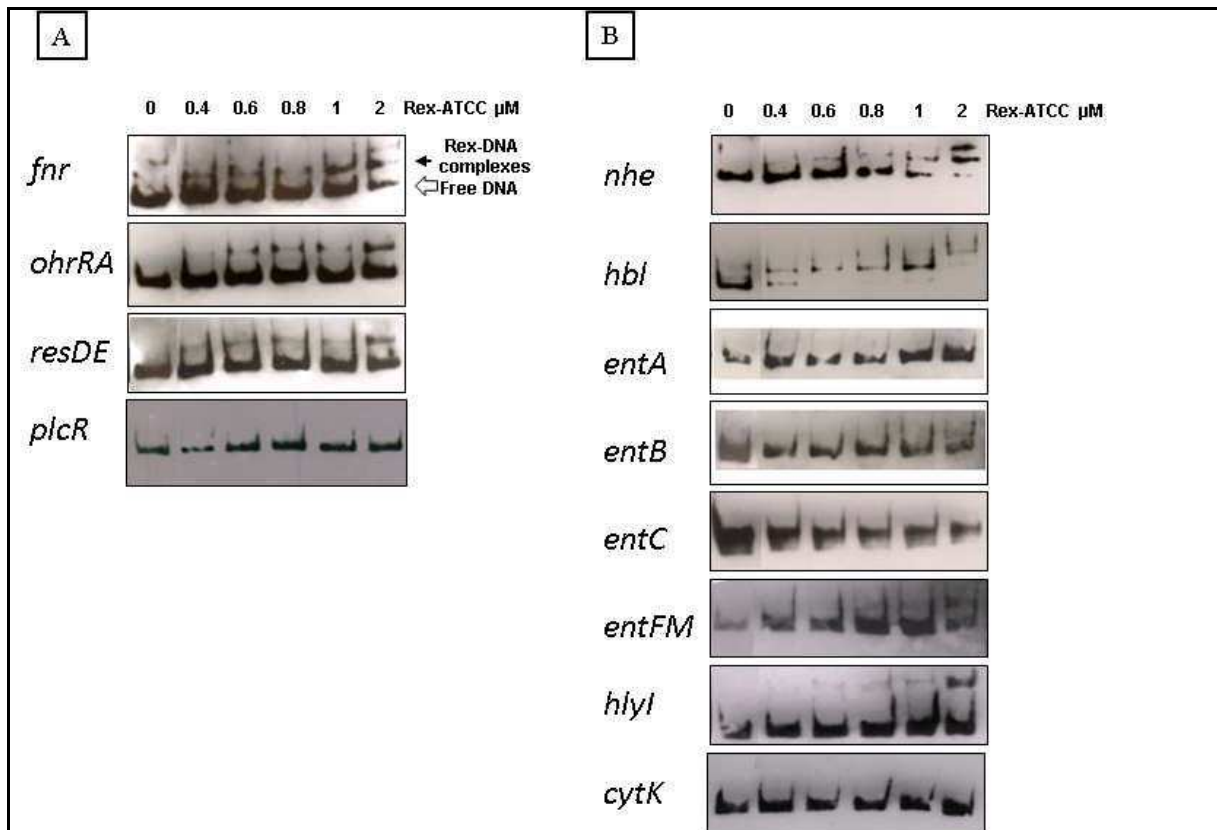 A
0 0.4 0.6 0.8 1 2 Rex-ATCC µM
fnr
Rex-DNA
complexes
Free DNA
ohrRA
resDE
plcR
B
0 0.4 0.6 0.8 1 2 Rex-ATCC µM
nhe
hbl
entA
entB
entC
entFM
hlyI
cytK